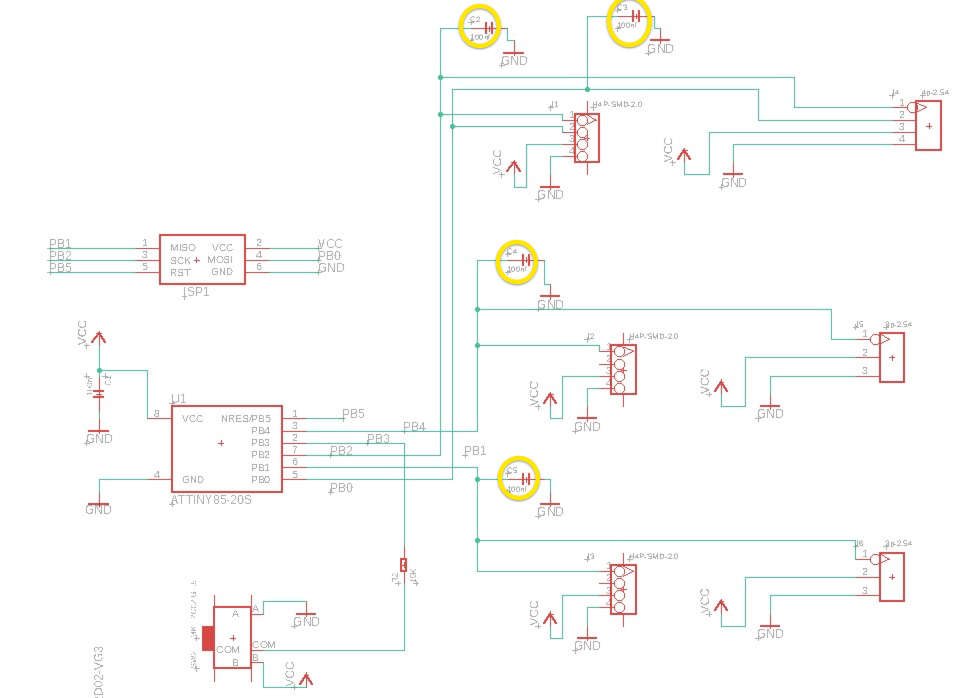 C2
100nf
GND
C3
100nf
GND
J1
H4P-SMD-2.0
1
2
3
4
VCC
GND
J4
4p-2.54
1
2
3
4
VCC
GND
PB1
PB2
PB5
1
3
5
MISO
SCK
RST
VCC
MOSI
GND
2
4
6
VCC
PB0
GND
ISP1
C4
100nf
GND
J2
H4P-SMD-2.0
1
2
3
4
VCC
GND
J5
3p-2.54
1
2
3
VCC
GND
VCC
100nf
C1
GND
U1
8
VCC
4
GND
GND
NRES/PB5
PB4
PB3
PB2
PB1
PB0
1
3
2
7
6
5
PB5
PB4
PB3
PB2
PB1
PB0
ATTINY85-20S
C5
100nf
GND
J3
H4P-SMD-2.0
1
2
3
4
VCC
GND
J6
3p-2.54
1
2
3
VCC
GND
R2
10K
A
COM
B
A
COM
B
GND
VCC
2D02-VG3